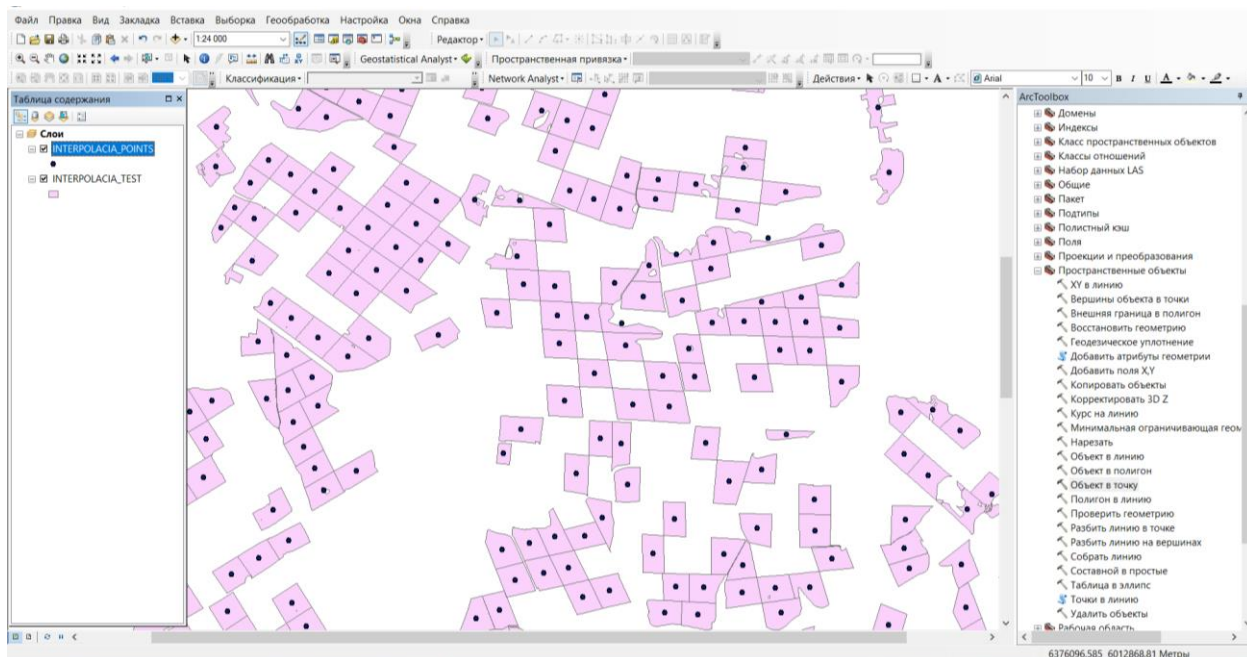 Файл Правка Вид Закладка Вставка Выборка Геообработка Настройка Окна Справка
1:24 000 Редактор
Geostatistical Analyst Пространственная привязка
Классификация Network Analyst Действия A Arial 10 B I U A
Таблица содержания
Слои
INTERPOLACIA_POINTS
INTERPOLACIA_TEST
ArcToolbox
Домены
Индексы
Класс пространственных объектов
Классы отношений
Набор данных LAS
Общие
Пакет
Подтипы
Полистный кэш
Поля
Проекции и преобразования
Пространственные объекты
XY в линию
Вершины объекта в точки
Внешняя граница в полигон
Восстановить геометрию
Геодезическое уплотнение
Добавить атрибуты геометрии
Добавить поля X,Y
Копировать объекты
Корректировать 3D Z
Курс на линию
Минимальная ограничивающая геом
Нарезать
Объект в линию
Объект в полигон
Объект в точку
Полигон в линию
Проверить геометрию
Разбить линию в точке
Разбить линию на вершинах
Собрать линию
Составной в простые
Таблица в эллипс
Точки в линию
Удалить объекты
Рабочая область
6376096,585 6012868,81 Метры